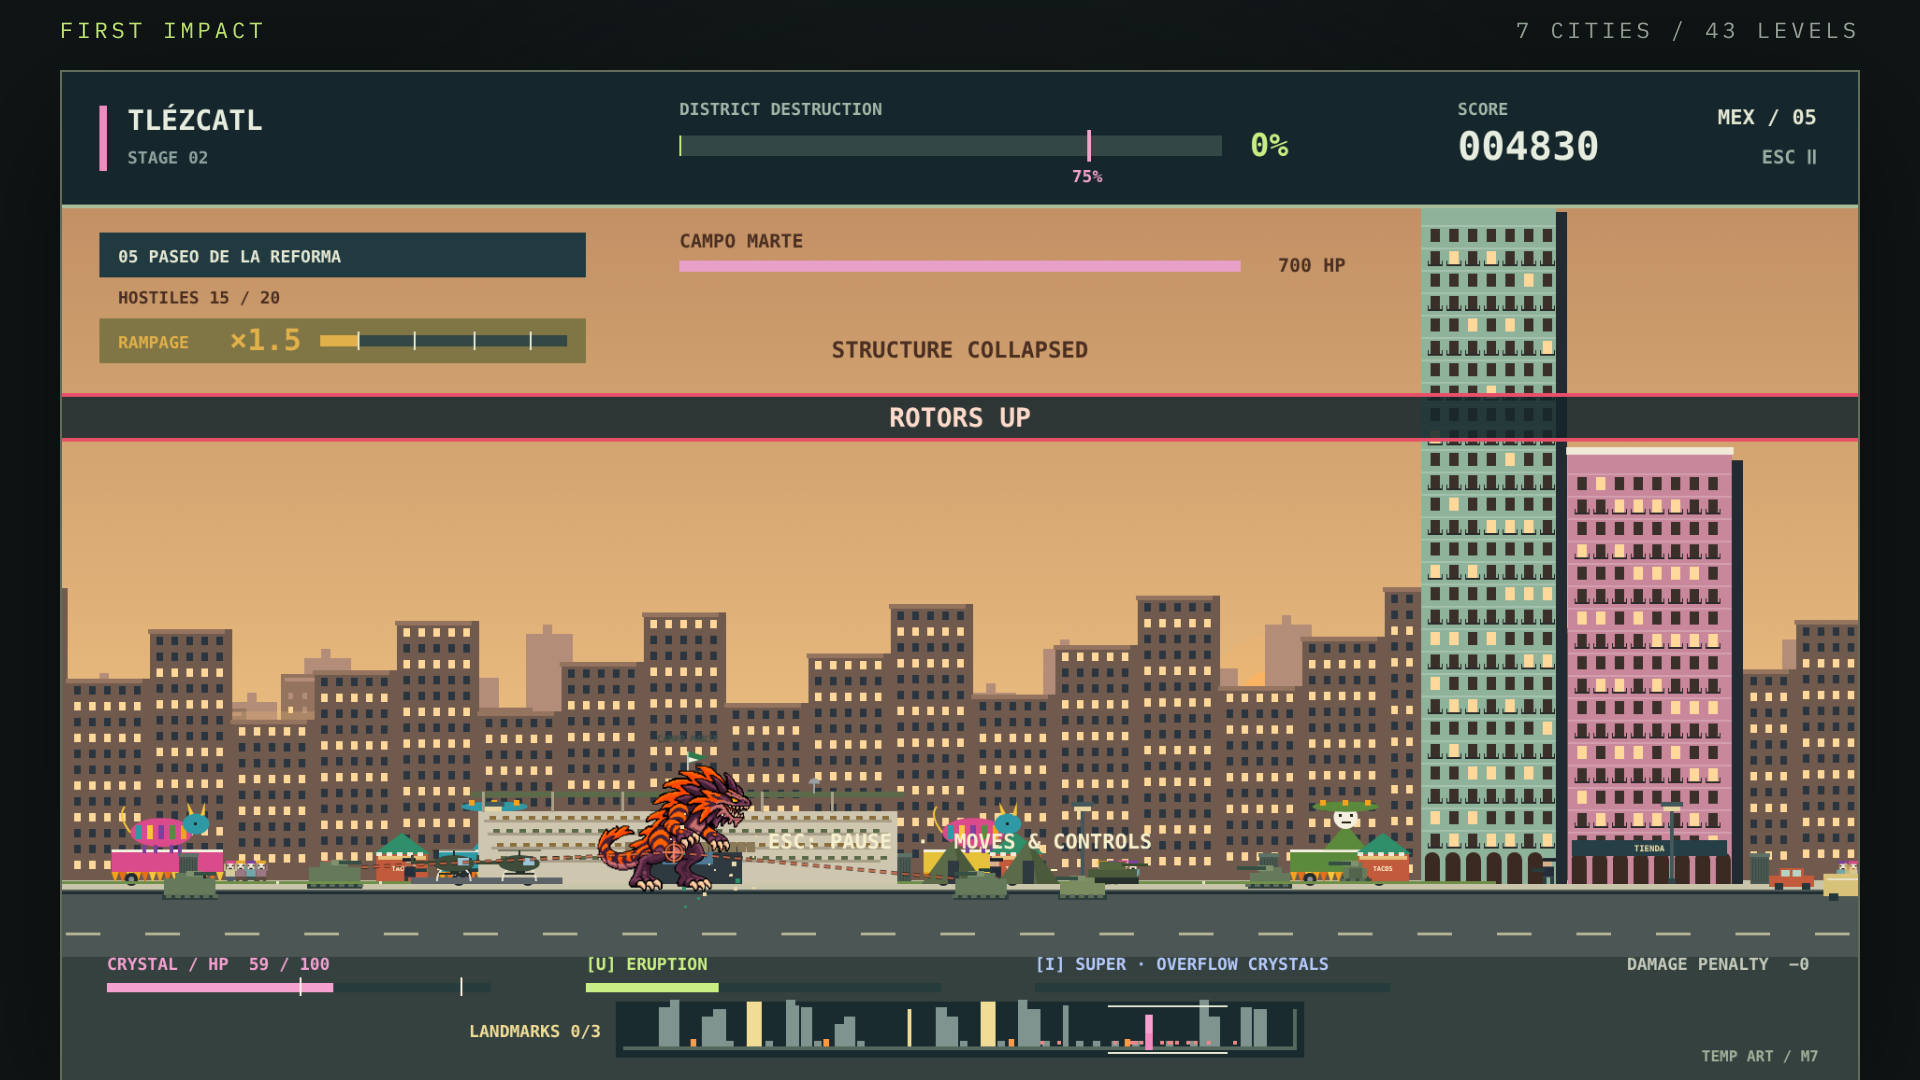 FIRST IMPACT
7 CITIES / 43 LEVELS
TLÉZCATL
STAGE 02
DISTRICT DESTRUCTION
0%
75%
SCORE
004830
MEX / 05
ESC II
05 PASEO DE LA REFORMA
HOSTILES 15 / 20
RAMPAGE ×1.5
CAMPO MARTE
700 HP
STRUCTURE COLLAPSED
ROTORS UP
CAMPO MARTE
ESC: PAUSE · MOVES & CONTROLS
TIENDA
TACOS
CRYSTAL / HP 59 / 100
[U] ERUPTION
[I] SUPER · OVERFLOW CRYSTALS
DAMAGE PENALTY −0
LANDMARKS 0/3
TEMP ART / M7